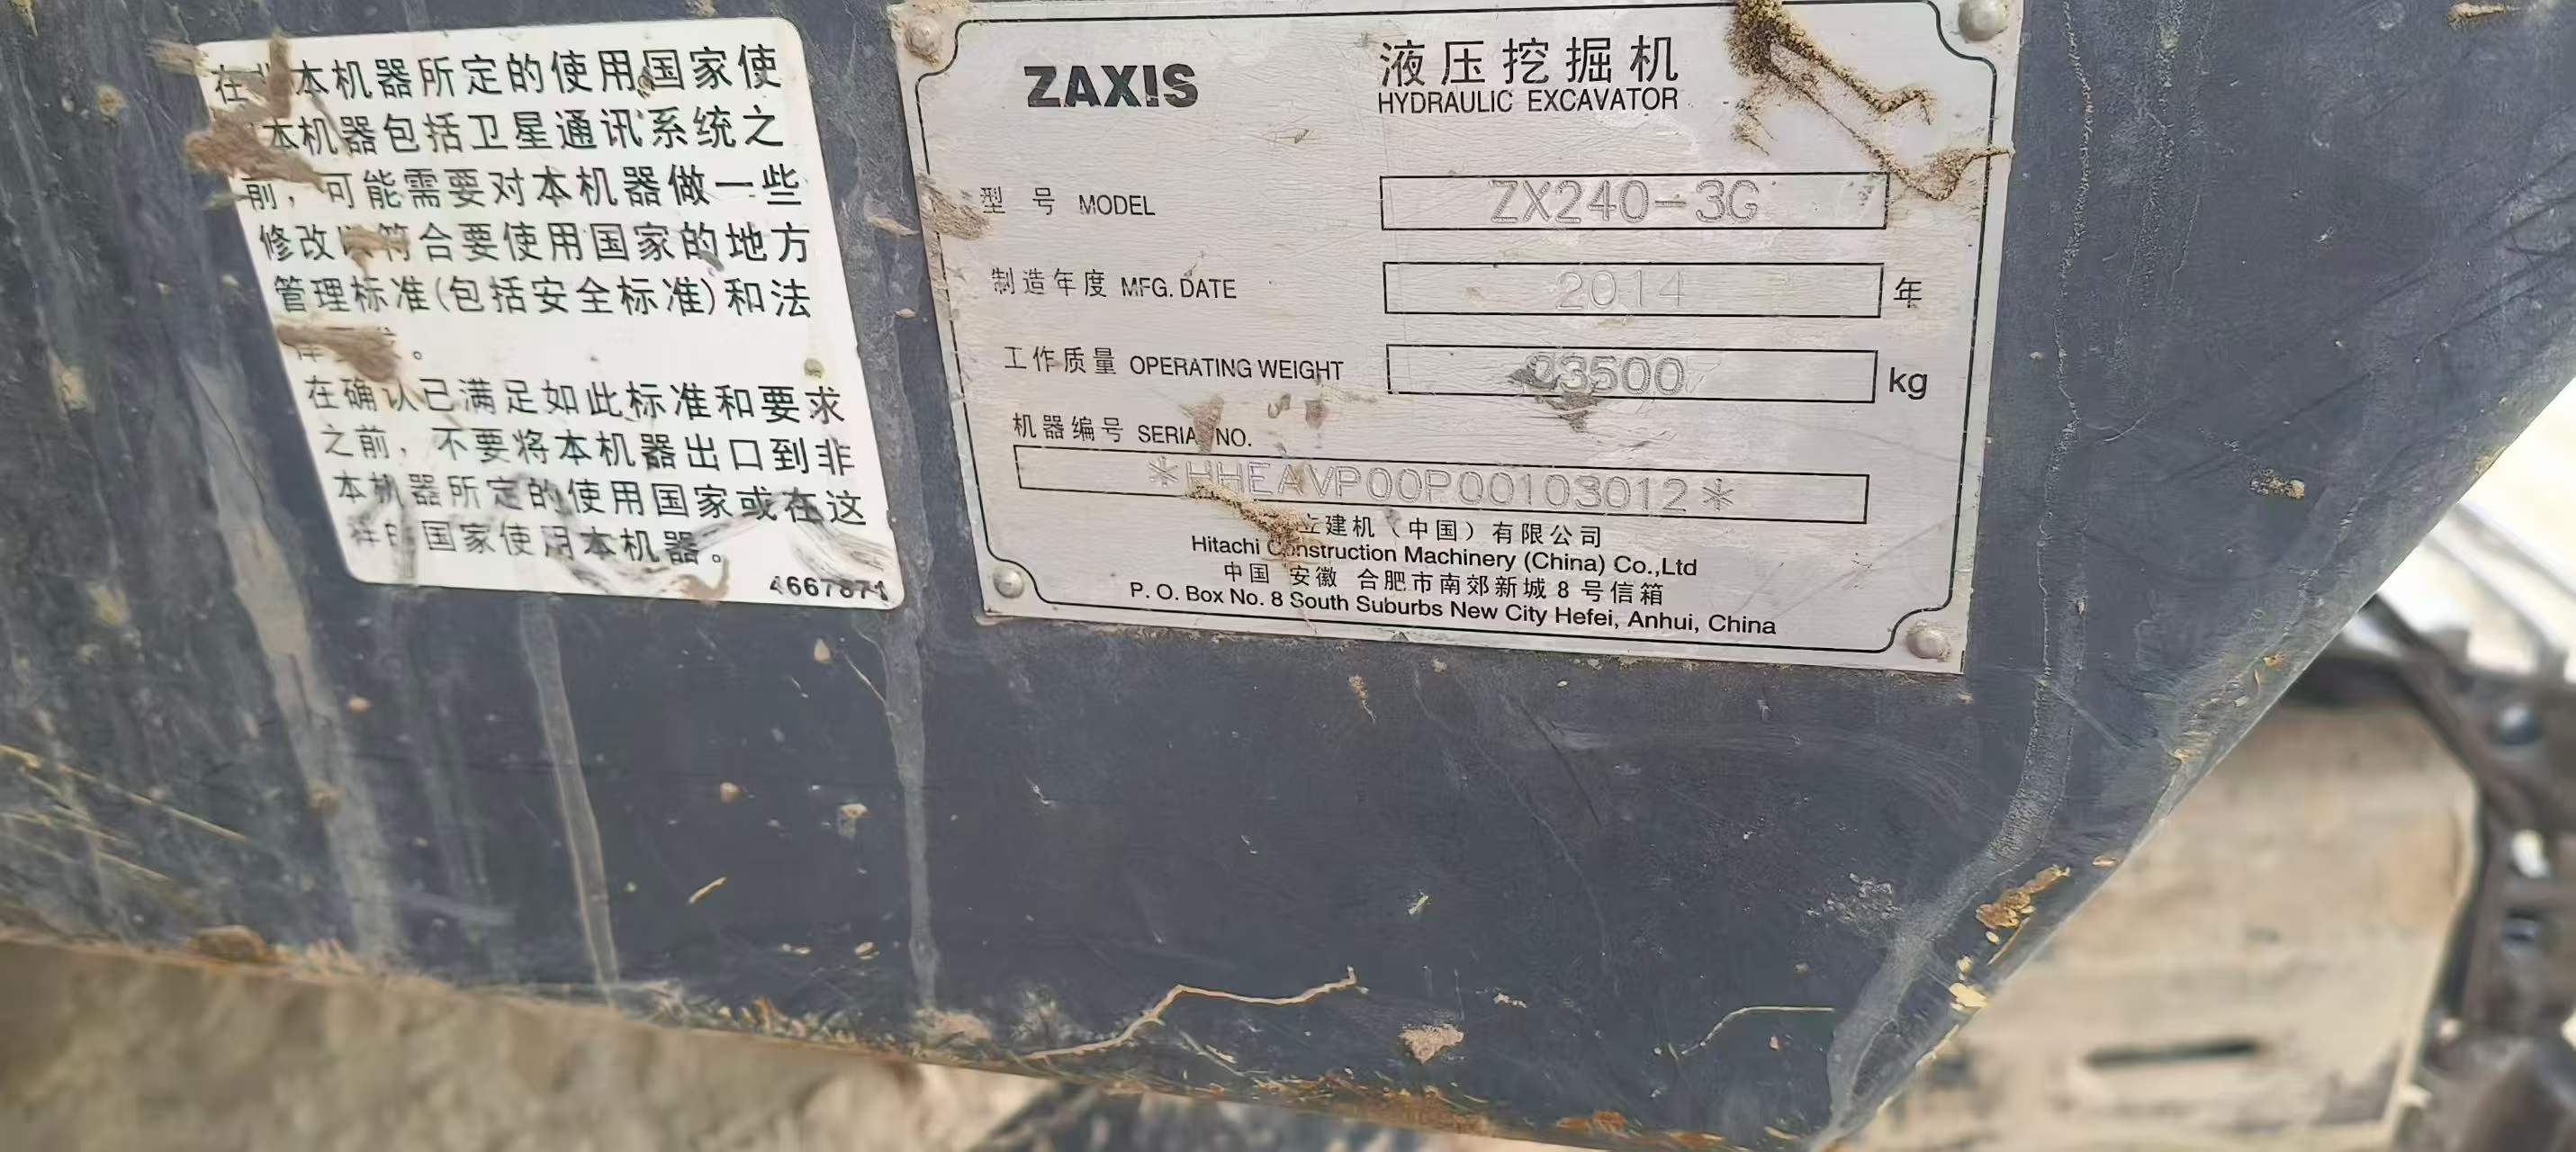 在 本机器所定的使用国家使
本机器包括卫星通讯系统之
前，可能需要对本机器做一些
修改以符合要使用国家的地方
管理标准(包括安全标准)和法
。
在确认已满足如此标准和要求
之前，不要将本机器出口到非
本机器所定的使用国家或在这
样的国家使用本机器。
4667871
ZAXIS
液压挖掘机
HYDRAULIC EXCAVATOR
型 号 MODEL ZX240-3G
制造年度 MFG. DATE 2014 年
工作质量 OPERATING WEIGHT 3500 kg
机器编号 SERIAL NO.
*HHEAVP00P00103012*
立建机（中国）有限公司
Hitachi Construction Machinery (China) Co.,Ltd
中国 安徽 合肥市南郊新城 8 号信箱
P. O. Box No. 8 South Suburbs New City Hefei, Anhui, China